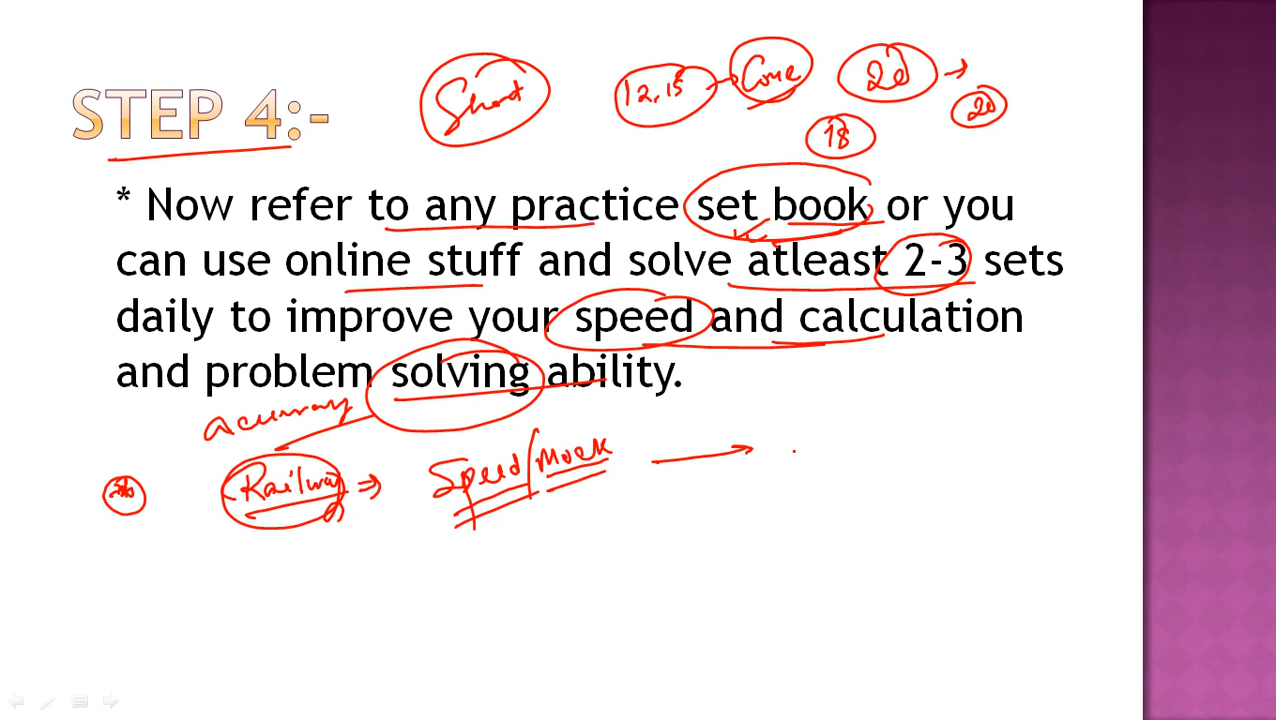 Short 12,15 Core 20
STEP 4:- 18 20
* Now refer to any practice set book or you
can use online stuff and solve atleast 2-3 sets
daily to improve your speed and calculation
and problem solving ability.
accuracy
Railway ⇒ Speed/Mock →